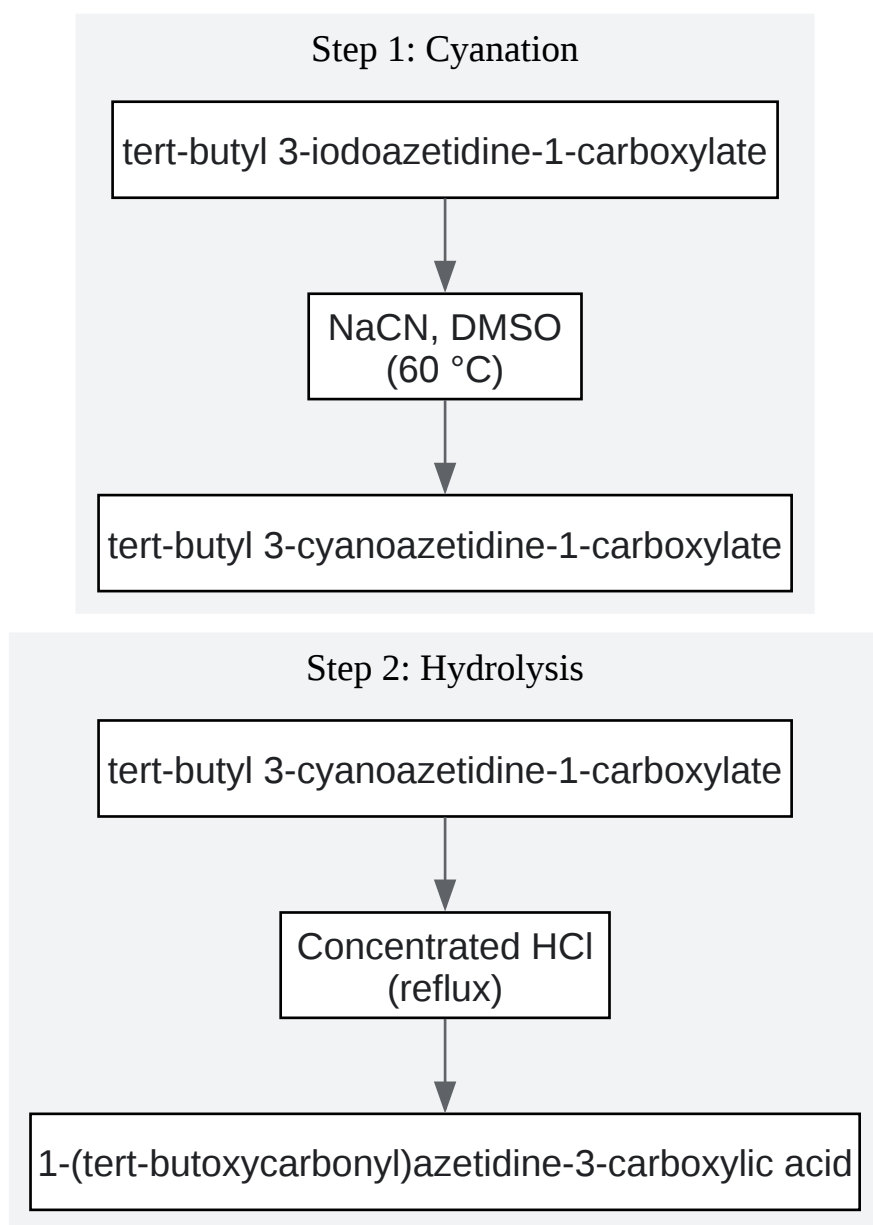 Step 1: Cyanation
tert-butyl 3-iodoazetidine-1-carboxylate
NaCN, DMSO
(60 °C)
tert-butyl 3-cyanoazetidine-1-carboxylate
Step 2: Hydrolysis
tert-butyl 3-cyanoazetidine-1-carboxylate
Concentrated HCl
(reflux)
1-(tert-butoxycarbonyl)azetidine-3-carboxylic acid